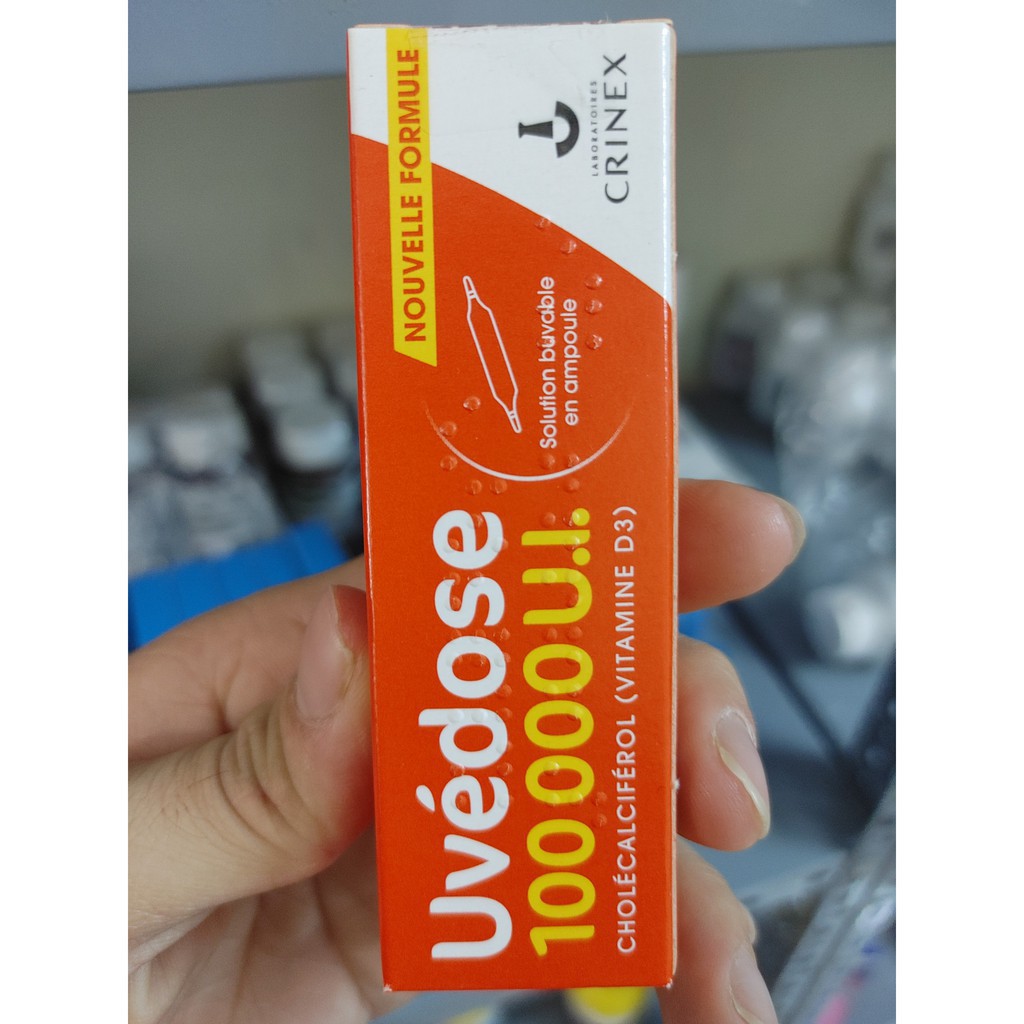 NOUVELLE FORMULE
LABORATOIRES
CRINEX
Solution buvable
en ampoule
Uvédose
100 000 U.I.
CHOLÉCALCIFÉROL (VITAMINE D3)